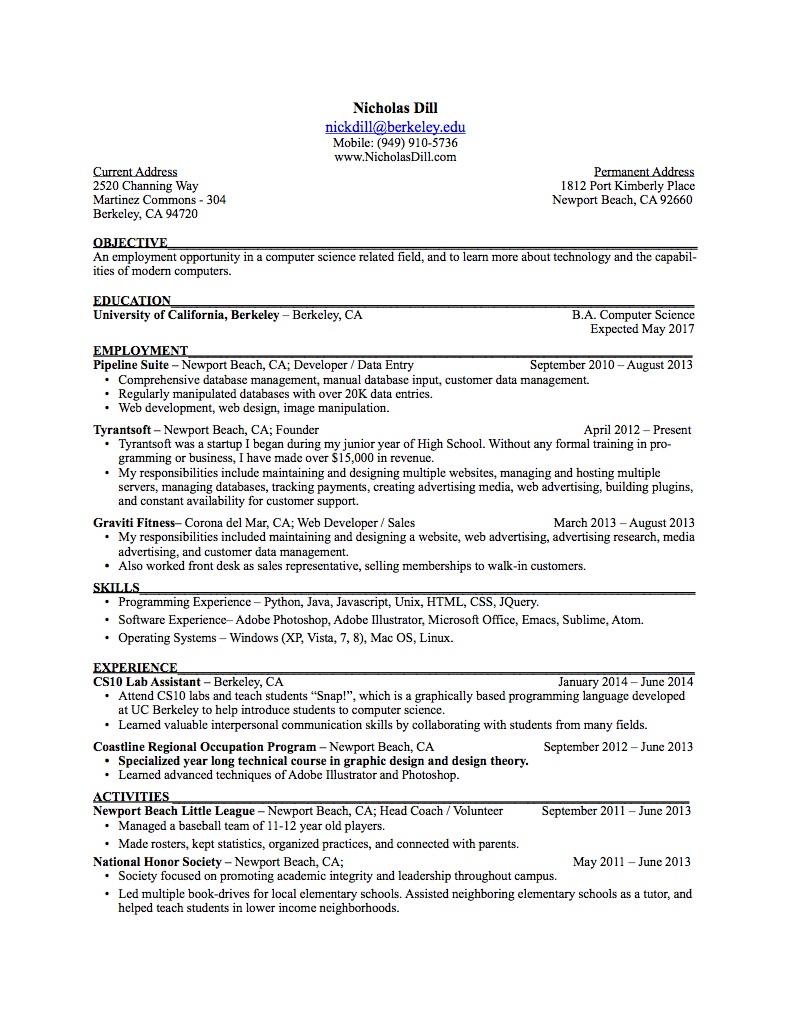 Nicholas Dill
nickdill@berkeley.edu
Mobile: (949) 910-5736
www.NicholasDill.com
Current Address Permanent Address
2520 Channing Way 1812 Port Kimberly Place
Martinez Commons - 304 Newport Beach, CA 92660
Berkeley, CA 94720
OBJECTIVE
An employment opportunity in a computer science related field, and to learn more about technology and the capabil-
ities of modern computers.
EDUCATION
University of California, Berkeley – Berkeley, CA B.A. Computer Science
Expected May 2017
EMPLOYMENT
Pipeline Suite – Newport Beach, CA; Developer / Data Entry September 2010 – August 2013
• Comprehensive database management, manual database input, customer data management.
• Regularly manipulated databases with over 20K data entries.
• Web development, web design, image manipulation.
Tyrantsoft – Newport Beach, CA; Founder April 2012 – Present
• Tyrantsoft was a startup I began during my junior year of High School. Without any formal training in pro-
gramming or business, I have made over $15,000 in revenue.
• My responsibilities include maintaining and designing multiple websites, managing and hosting multiple
servers, managing databases, tracking payments, creating advertising media, web advertising, building plugins,
and constant availability for customer support.
Graviti Fitness– Corona del Mar, CA; Web Developer / Sales March 2013 – August 2013
• My responsibilities included maintaining and designing a website, web advertising, advertising research, media
advertising, and customer data management.
• Also worked front desk as sales representative, selling memberships to walk-in customers.
SKILLS
• Programming Experience – Python, Java, Javascript, Unix, HTML, CSS, JQuery.
• Software Experience– Adobe Photoshop, Adobe Illustrator, Microsoft Office, Emacs, Sublime, Atom.
• Operating Systems – Windows (XP, Vista, 7, 8), Mac OS, Linux.
EXPERIENCE
CS10 Lab Assistant – Berkeley, CA January 2014 – June 2014
• Attend CS10 labs and teach students “Snap!”, which is a graphically based programming language developed
at UC Berkeley to help introduce students to computer science.
• Learned valuable interpersonal communication skills by collaborating with students from many fields.
Coastline Regional Occupation Program – Newport Beach, CA September 2012 – June 2013
• Specialized year long technical course in graphic design and design theory.
• Learned advanced techniques of Adobe Illustrator and Photoshop.
ACTIVITIES
Newport Beach Little League – Newport Beach, CA; Head Coach / Volunteer September 2011 – June 2013
• Managed a baseball team of 11-12 year old players.
• Made rosters, kept statistics, organized practices, and connected with parents.
National Honor Society – Newport Beach, CA; May 2011 – June 2013
• Society focused on promoting academic integrity and leadership throughout campus.
• Led multiple book-drives for local elementary schools. Assisted neighboring elementary schools as a tutor, and
helped teach students in lower income neighborhoods.